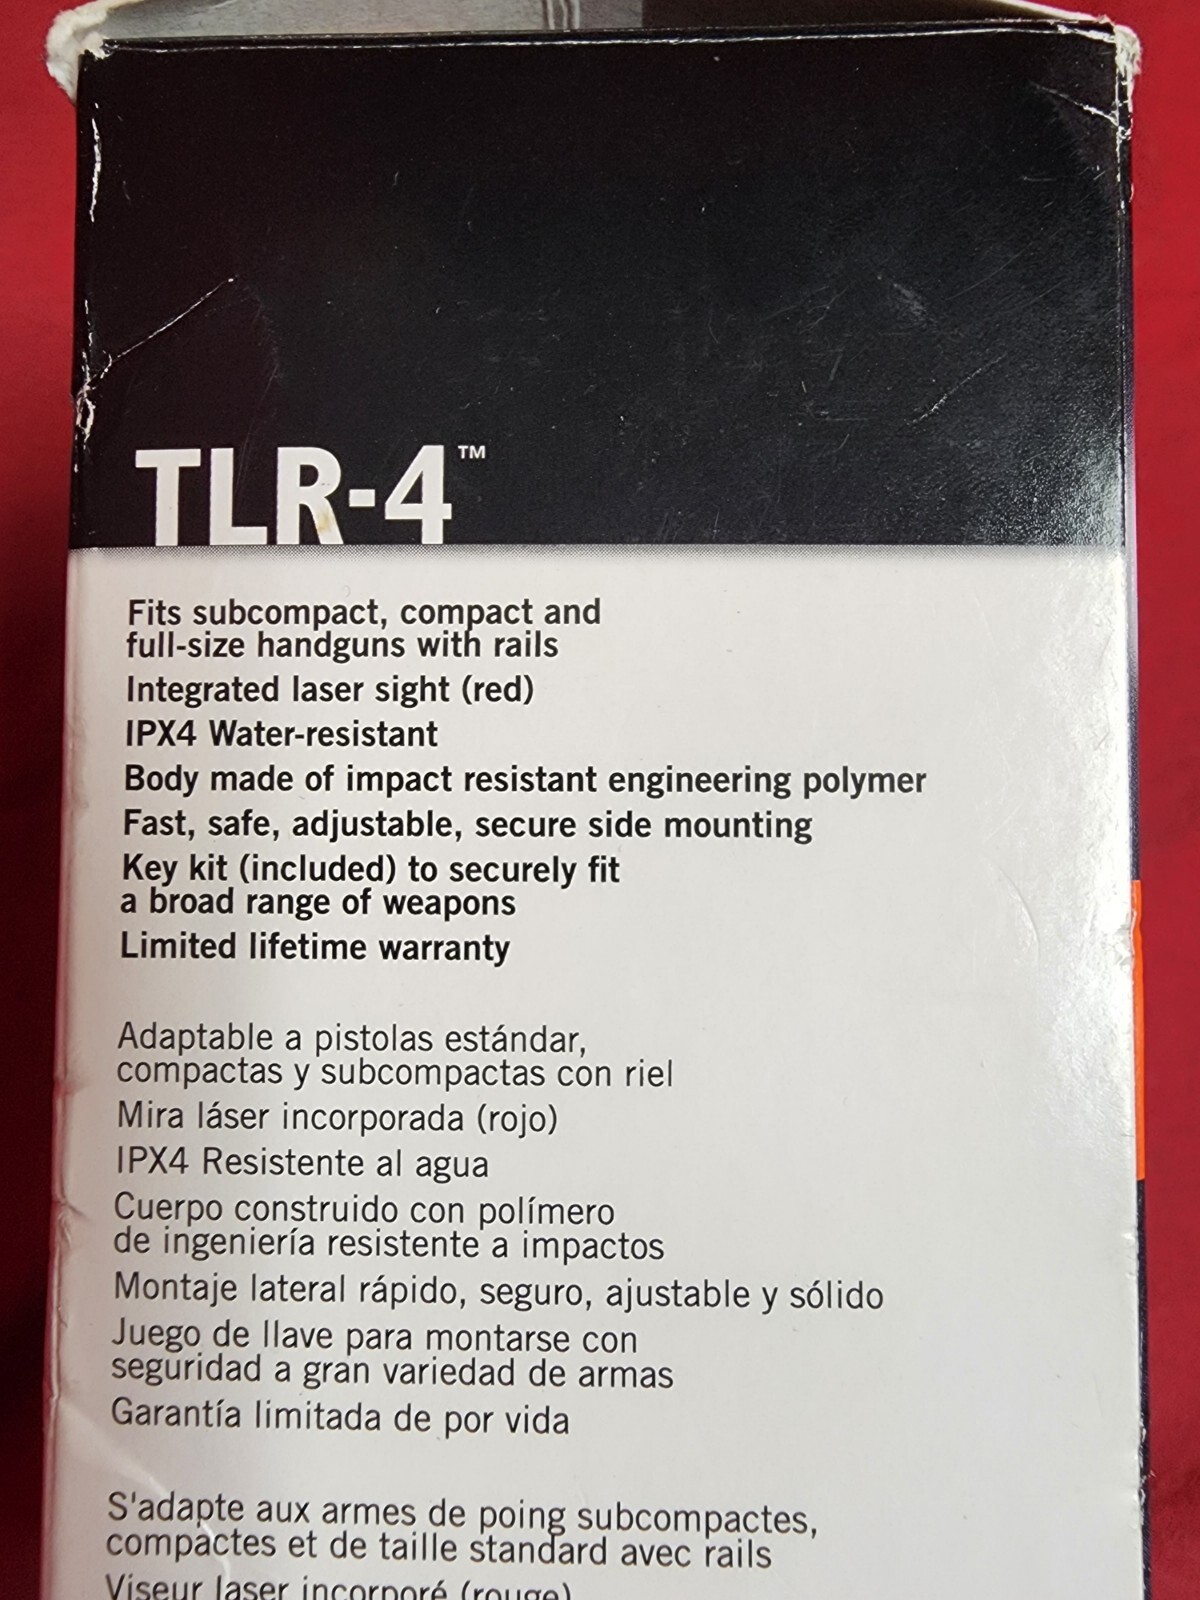 TLR-4™
Fits subcompact, compact and
full-size handguns with rails
Integrated laser sight (red)
IPX4 Water-resistant
Body made of impact resistant engineering polymer
Fast, safe, adjustable, secure side mounting
Key kit (included) to securely fit
a broad range of weapons
Limited lifetime warranty
Adaptable a pistolas estándar,
compactas y subcompactas con riel
Mira láser incorporada (rojo)
IPX4 Resistente al agua
Cuerpo construido con polímero
de ingeniería resistente a impactos
Montaje lateral rápido, seguro, ajustable y sólido
Juego de llave para montarse con
seguridad a gran variedad de armas
Garantía limitada de por vida
S'adapte aux armes de poing subcompactes,
compactes et de taille standard avec rails
Viseur laser incorporé (rouge)